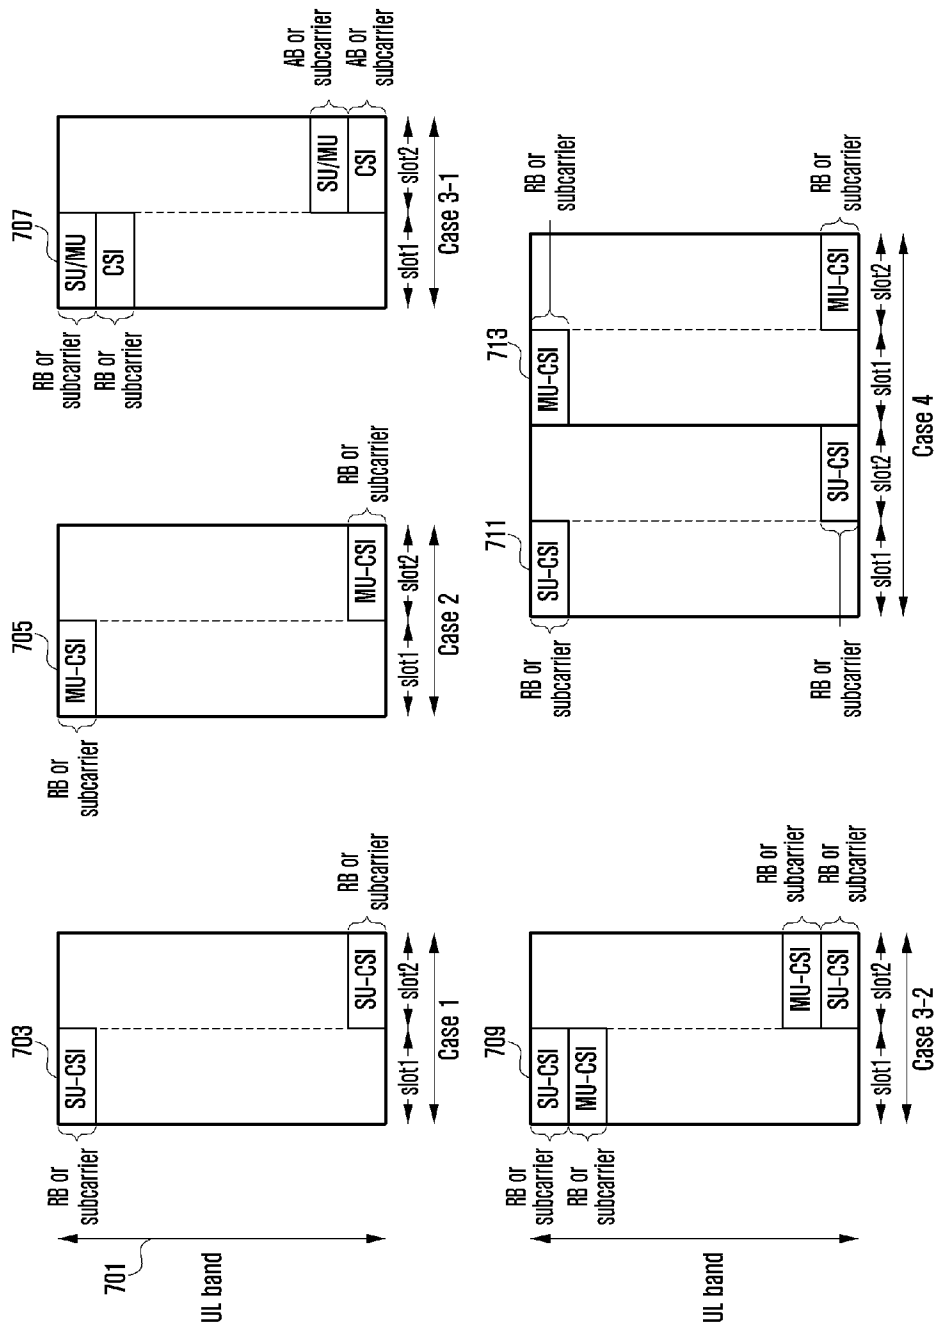 701
UL band
703
RB or
subcarrier
SU-CSI
SU-CSI
RB or
subcarrier
slot1
slot2
Case 1
705
RB or
subcarrier
MU-CSI
MU-CSI
RB or
subcarrier
slot1
slot2
Case 2
707
RB or
subcarrier
RB or
subcarrier
SU/MU
CSI
SU/MU
CSI
AB or
subcarrier
AB or
subcarrier
slot1
slot2
Case 3-1
UL band
709
RB or
subcarrier
RB or
subcarrier
SU-CSI
MU-CSI
MU-CSI
SU-CSI
RB or
subcarrier
RB or
subcarrier
slot1
slot2
Case 3-2
711
RB or
subcarrier
SU-CSI
SU-CSI
RB or
subcarrier
713
MU-CSI
MU-CSI
RB or
subcarrier
RB or
subcarrier
slot1
slot2
slot1
slot2
Case 4